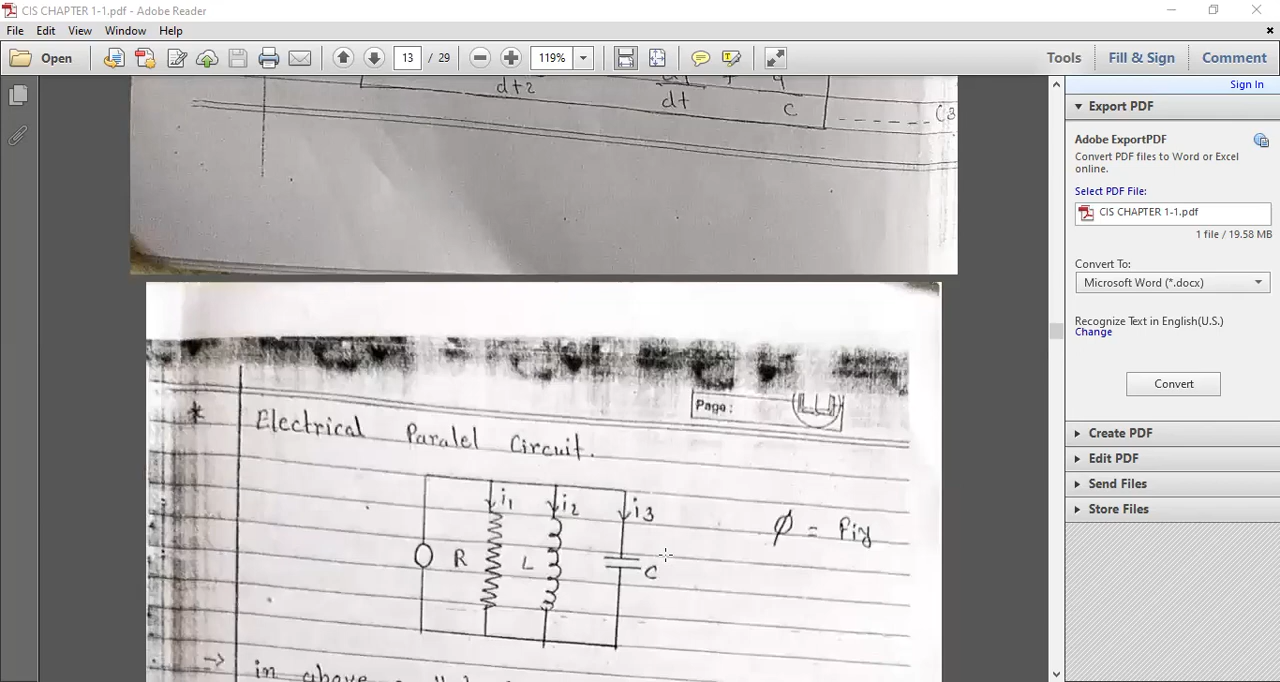 CIS CHAPTER 1-1.pdf - Adobe Reader
File Edit View Window Help
Open 13 / 29 119% Tools Fill & Sign Comment
Sign In
Export PDF
Adobe ExportPDF
Convert PDF files to Word or Excel
online.
Select PDF File:
CIS CHAPTER 1-1.pdf
1 file / 19.58 MB
Convert To:
Microsoft Word (*.docx)
Recognize Text in English(U.S.)
Change
Convert
Create PDF
Edit PDF
Send Files
Store Files
dt2 dt + c
Page:
* Electrical Paralel Circuit.
i1 i2 i3
R L C
in above